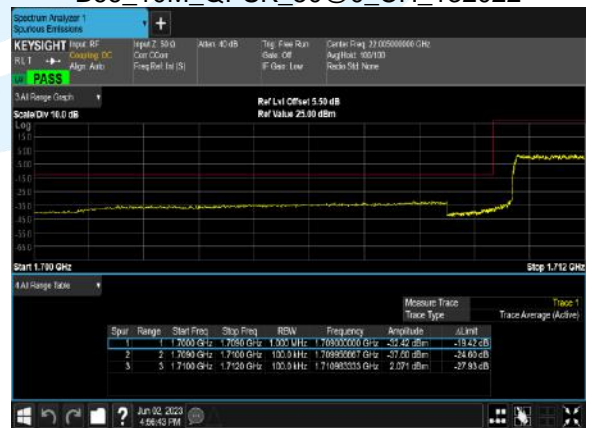 Spectrum Analyzer 1
Spurious Emissions
+
KEYSIGHT Input: RF Input Z: 50 Ω Atten: 40 dB Trig: Free Run Center Freq: 22.005000000 GHz
RL T Coupling: DC Corr CCorr Gate: Off Avg|Hold: 100/100
Align: Auto Freq Ref: Int (S) IF Gain: Low Radio Std: None
PASS
3 All Range Graph
Ref Lvl Offset 5.50 dB
Scale/Div 10.0 dB Ref Value 25.00 dBm
Log
15.0
5.00
-5.00
-15.0
-25.0
-35.0
-45.0
-55.0
-65.0
Start 1.700 GHz Stop 1.712 GHz
4 All Range Table
Measure Trace Trace 1
Trace Type Trace Average (Active)
Spur Range Start Freq Stop Freq RBW Frequency Amplitude ΔLimit
1 1 1.7000 GHz 1.7090 GHz 1.000 MHz 1.709000000 GHz -32.42 dBm -19.42 dB
2 2 1.7090 GHz 1.7100 GHz 100.0 kHz 1.709956667 GHz -37.60 dBm -24.60 dB
3 3 1.7100 GHz 1.7120 GHz 100.0 kHz 1.710983333 GHz 2.071 dBm -27.93 dB
? Jun 02, 2023
4:56:43 PM